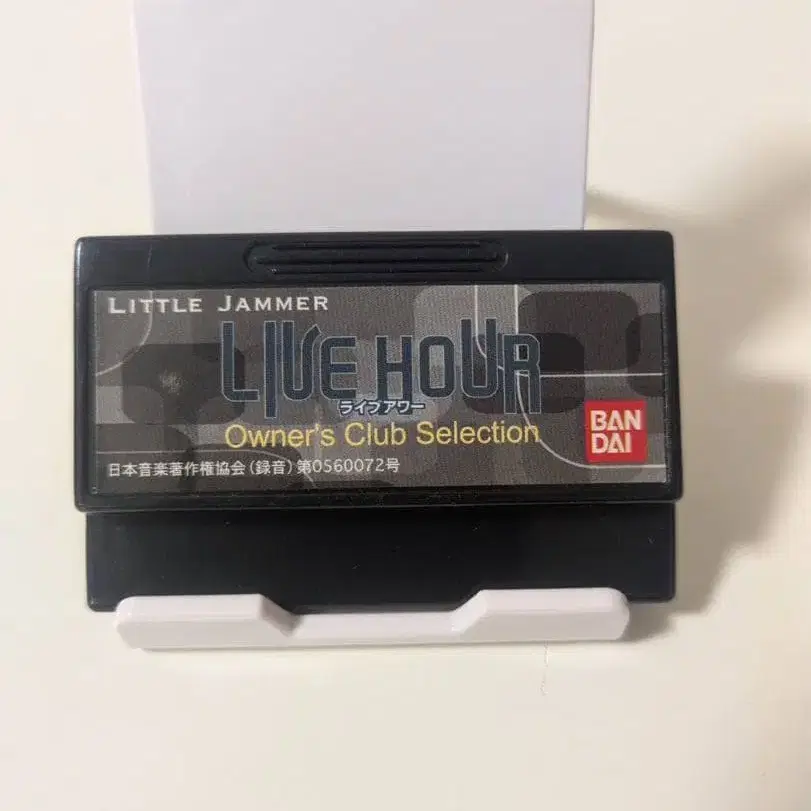 LITTLE JAMMER
LIVE HOUR
ライブアワー
Owner's Club Selection
BAN
DAI
日本音楽著作権協会(録音)第0560072号